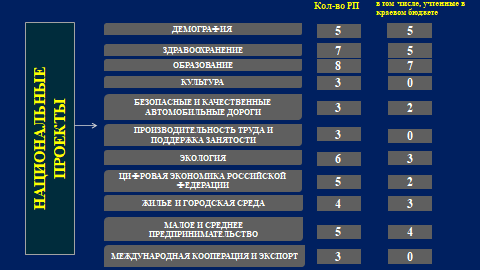 Кол-во РП
в том числе, учтенные в
краевом бюджете
НАЦИОНАЛЬНЫЕ
ПРОЕКТЫ
ДЕМОГРАФИЯ 5 5
ЗДРАВООХРАНЕНИЕ 7 5
ОБРАЗОВАНИЕ 8 7
КУЛЬТУРА 3 0
БЕЗОПАСНЫЕ И КАЧЕСТВЕННЫЕ
АВТОМОБИЛЬНЫЕ ДОРОГИ 3 2
ПРОИЗВОДИТЕЛЬНОСТЬ ТРУДА И
ПОДДЕРЖКА ЗАНЯТОСТИ 3 0
ЭКОЛОГИЯ 6 3
ЦИФРОВАЯ ЭКОНОМИКА РОССИЙСКОЙ
ФЕДЕРАЦИИ 5 2
ЖИЛЬЕ И ГОРОДСКАЯ СРЕДА 4 3
МАЛОЕ И СРЕДНЕЕ
ПРЕДПРИНИМАТЕЛЬСТВО 5 4
МЕЖДУНАРОДНАЯ КООПЕРАЦИЯ И ЭКСПОРТ 3 0